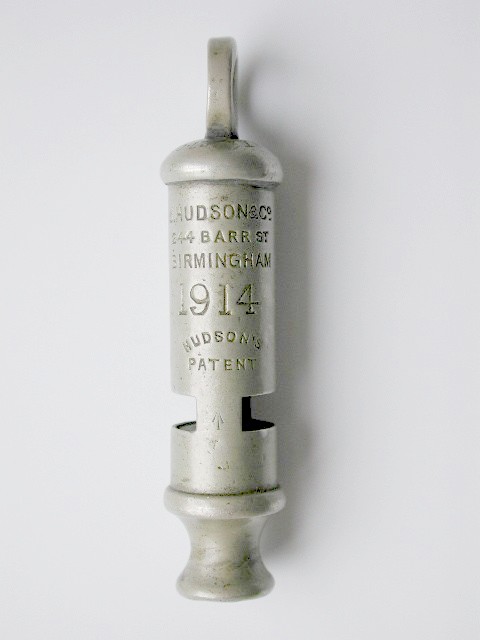 J.HUDSON&Co
244 BARR ST
BIRMINGHAM
1914
HUDSON'S
PATENT